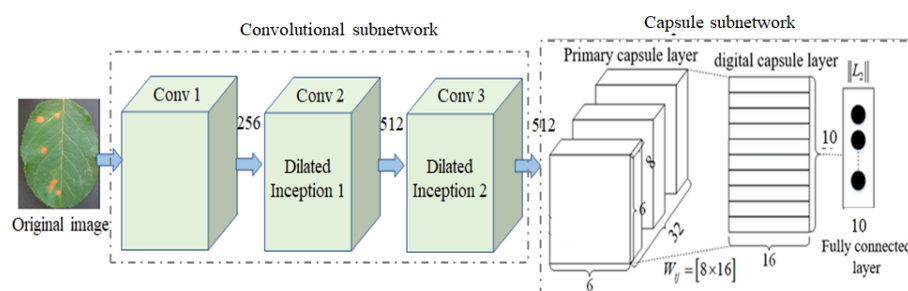 Convolutional subnetwork
Capsule subnetwork
Original image
Conv 1
256
Conv 2
Dilated
Inception 1
512
Conv 3
Dilated
Inception 2
512
Primary capsule layer
8
6
32
6
W_ij = [8×16]
digital capsule layer
10
16
‖L₂‖
10
Fully connected
layer